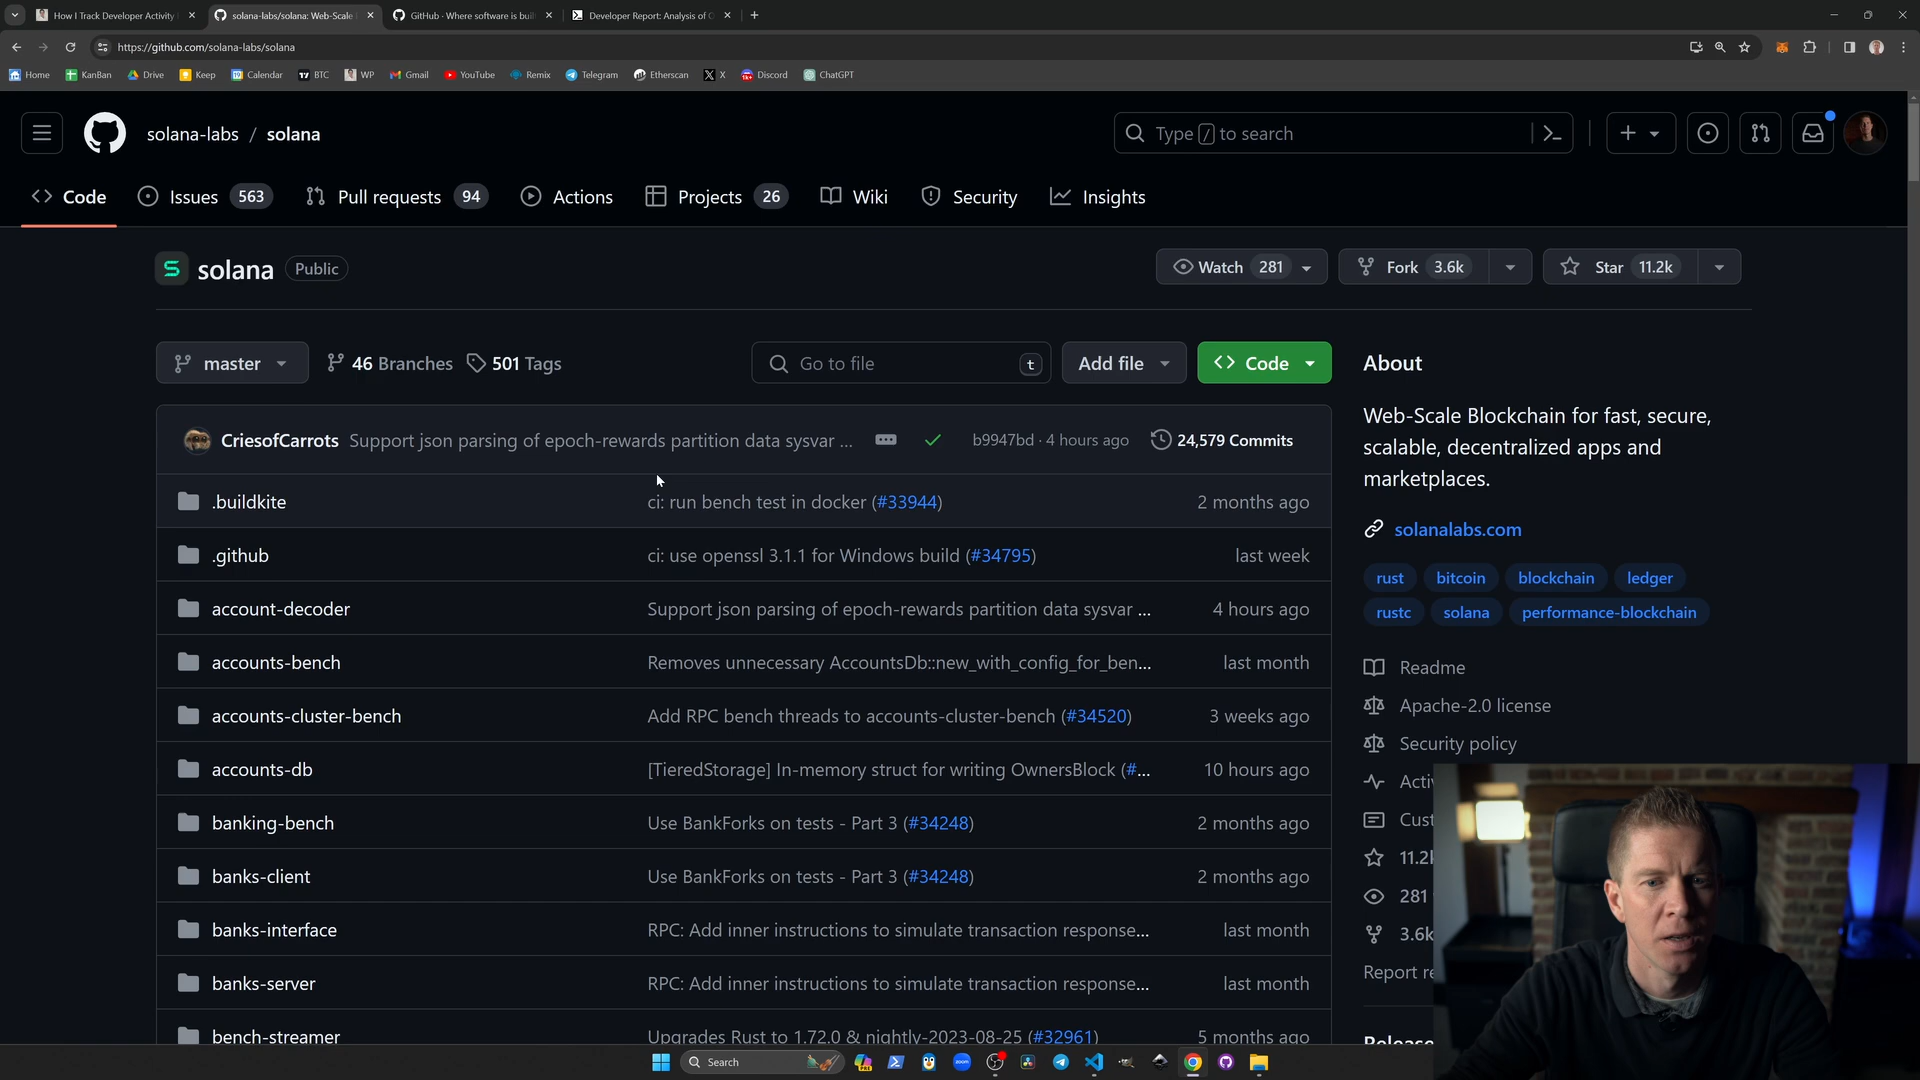 How I Track Developer Activity
solana-labs/solana: Web-Scale
GitHub · Where software is buil
Developer Report: Analysis of
https://github.com/solana-labs/solana
Home KanBan Drive Keep Calendar BTC WP Gmail YouTube Remix Telegram Etherscan X Discord ChatGPT
solana-labs / solana
Type / to search
Code Issues 563 Pull requests 94 Actions Projects 26 Wiki Security Insights
solana Public
Watch 281 Fork 3.6k Star 11.2k
master 46 Branches 501 Tags
Go to file t Add file Code
CriesofCarrots Support json parsing of epoch-rewards partition data sysvar ... b9947bd · 4 hours ago 24,579 Commits
.buildkite ci: run bench test in docker (#33944) 2 months ago
.github ci: use openssl 3.1.1 for Windows build (#34795) last week
account-decoder Support json parsing of epoch-rewards partition data sysvar ... 4 hours ago
accounts-bench Removes unnecessary AccountsDb::new_with_config_for_ben... last month
accounts-cluster-bench Add RPC bench threads to accounts-cluster-bench (#34520) 3 weeks ago
accounts-db [TieredStorage] In-memory struct for writing OwnersBlock (#... 10 hours ago
banking-bench Use BankForks on tests - Part 3 (#34248) 2 months ago
banks-client Use BankForks on tests - Part 3 (#34248) 2 months ago
banks-interface RPC: Add inner instructions to simulate transaction response... last month
banks-server RPC: Add inner instructions to simulate transaction response... last month
bench-streamer Upgrades Rust to 1.72.0 & nightly-2023-08-25 (#32961) 5 months ago
About
Web-Scale Blockchain for fast, secure,
scalable, decentralized apps and
marketplaces.
solanalabs.com
rust bitcoin blockchain ledger
rustc solana performance-blockchain
Readme
Apache-2.0 license
Security policy
Acti
Cust
11.2k
281
3.6k
Report re
Search
zoom